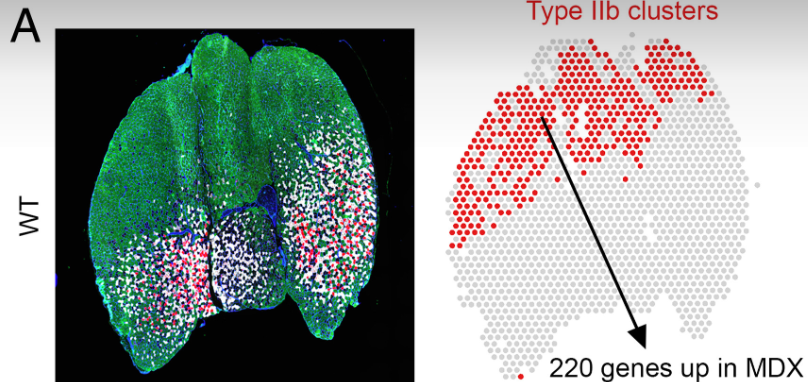 A
Type IIb clusters
WT
220 genes up in MDX